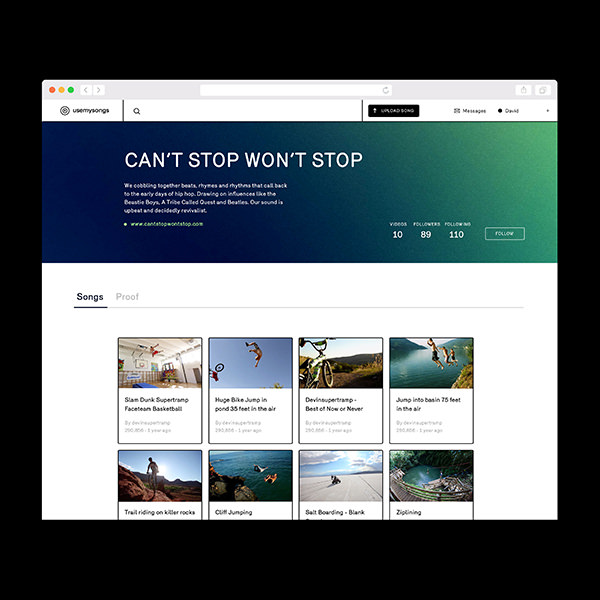 usemysongs
UPLOAD SONG
Messages
David
CAN'T STOP WON'T STOP
We cobbling together beats, rhymes and rhythms that call back
to the early days of hip hop. Drawing on influences like the
Beastie Boys, A Tribe Called Quest and Beatles. Our sound is
upbeat and decidedly revivalist.
www.cantstopwontstop.com
VIDEOS FOLLOWERS FOLLOWING
10 89 110
FOLLOW
Songs Proof
Slam Dunk Supertramp
Faceteam Basketball
By devinsupertramp
290,856 - 1 year ago
Huge Bike Jump in
pond 35 feet in the air
By devinsupertramp
290,856 - 1 year ago
Devinsupertramp -
Best of Now or Never
By devinsupertramp
290,856 - 1 year ago
Jump into basin 75 feet
in the air
By devinsupertramp
290,856 - 1 year ago
Trail riding on killer rocks
Cliff Jumping
Salt Boarding - Blank
Ziplining